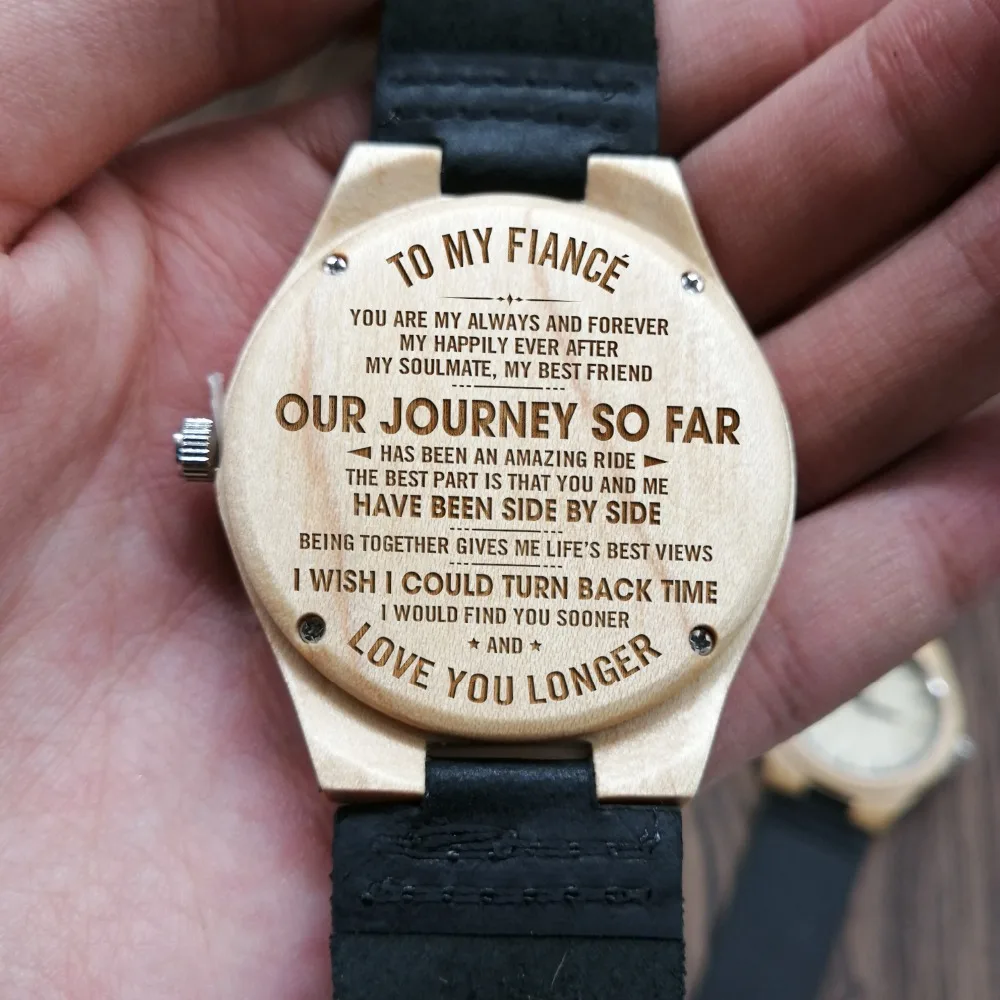 TO MY FIANCÉ
YOU ARE MY ALWAYS AND FOREVER
MY HAPPILY EVER AFTER
MY SOULMATE, MY BEST FRIEND
OUR JOURNEY SO FAR
HAS BEEN AN AMAZING RIDE
THE BEST PART IS THAT YOU AND ME
HAVE BEEN SIDE BY SIDE
BEING TOGETHER GIVES ME LIFE'S BEST VIEWS
I WISH I COULD TURN BACK TIME
I WOULD FIND YOU SOONER
★ AND ★
LOVE YOU LONGER